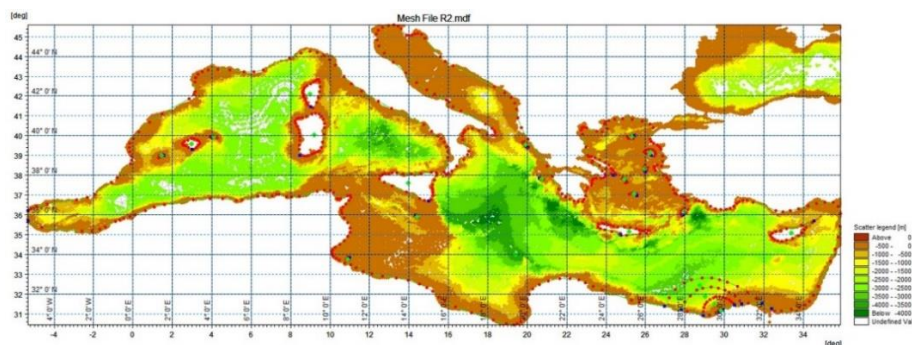 Mesh File R2.mdf
[deg]
45
44
43
42
41
40
39
38
37
36
35
34
33
32
31
44° 0' N
42° 0' N
40° 0' N
38° 0' N
36° 0' N
34° 0' N
32° 0' N
4° 0' W
2° 0' W
0° 0' E
2° 0' E
4° 0' E
6° 0' E
8° 0' E
10° 0' E
12° 0' E
14° 0' E
16° 0' E
18° 0' E
20° 0' E
22° 0' E
24° 0' E
26° 0' E
28° 0' E
30° 0' E
32° 0' E
34° 0' E
-4 -2 0 2 4 6 8 10 12 14 16 18 20 22 24 26 28 30 32 34
[deg]
Scatter legend [m]
Above 0
-500 - 0
-1000 - -500
-1500 - -1000
-2000 - -1500
-2500 - -2000
-3000 - -2500
-3500 - -3000
-4000 - -3500
Below -4000
Undefined Va